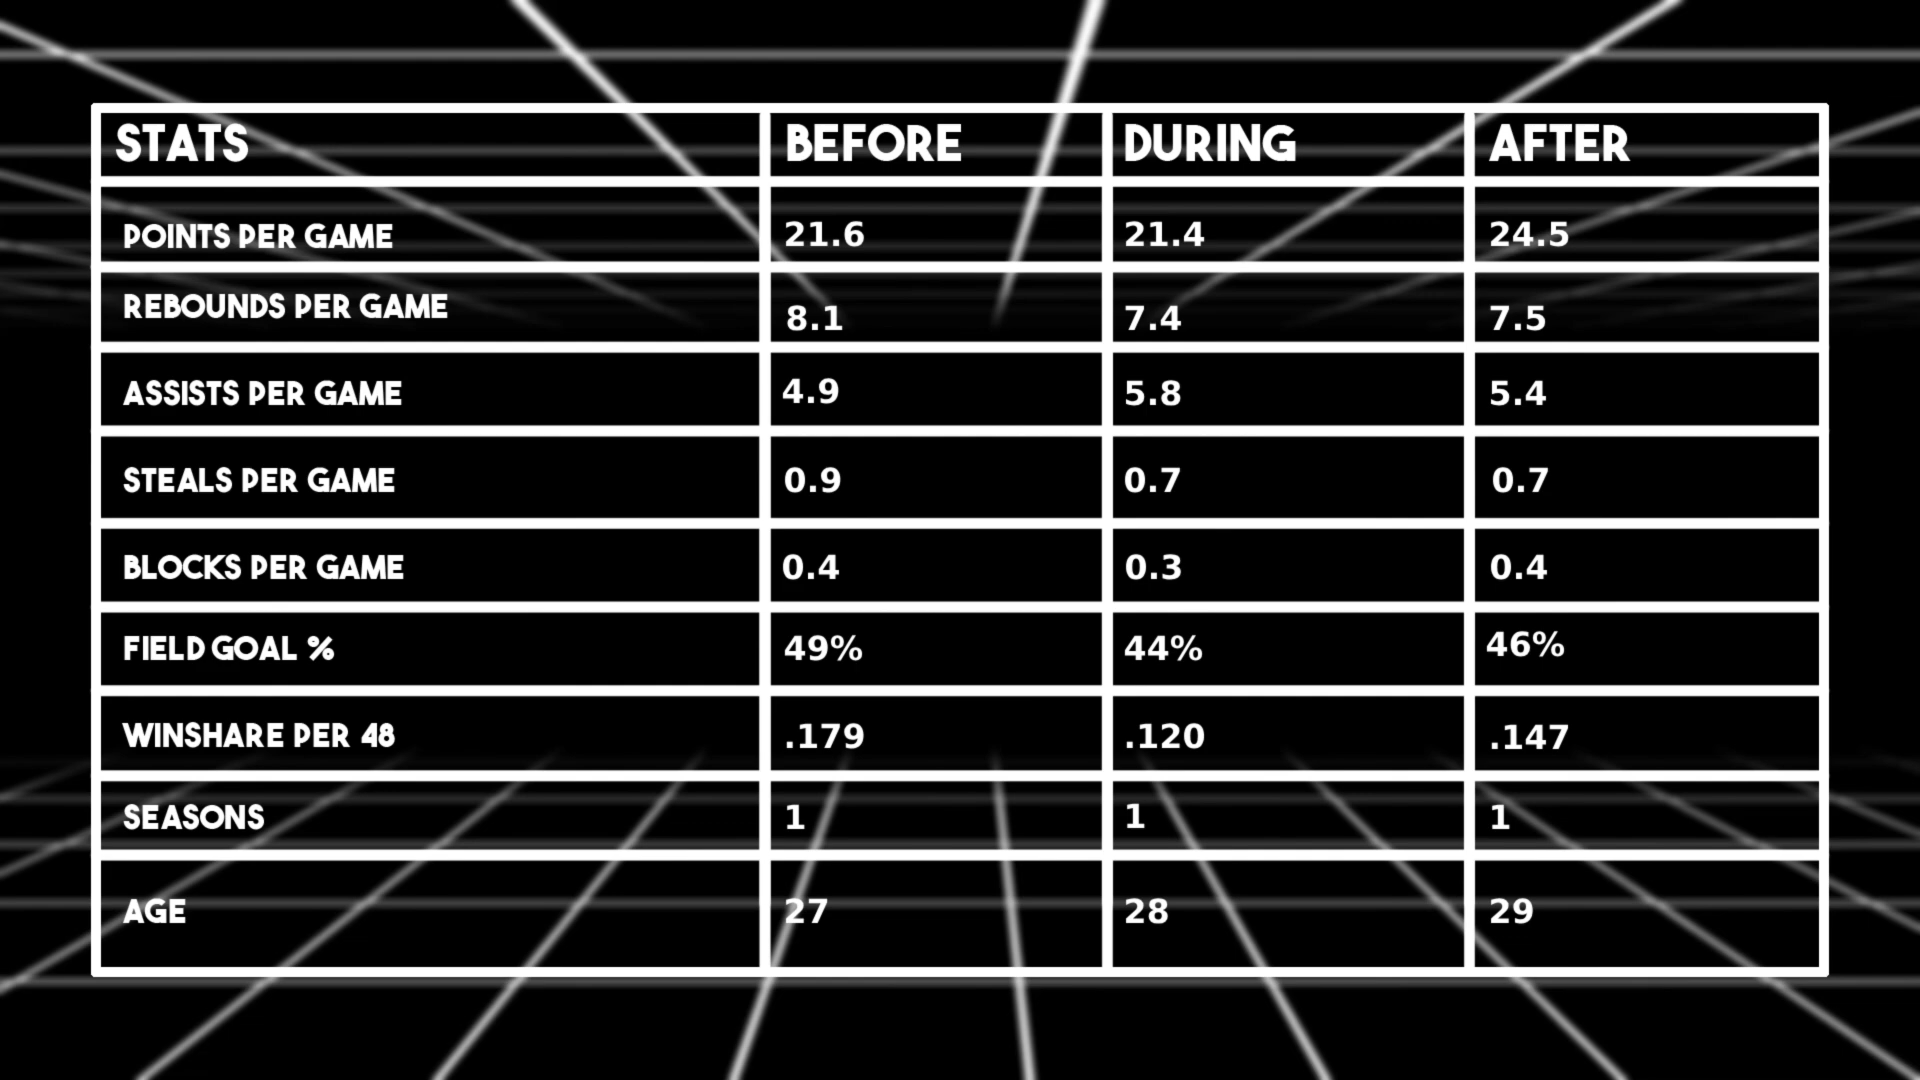 STATS BEFORE DURING AFTER
POINTS PER GAME 21.6 21.4 24.5
REBOUNDS PER GAME 8.1 7.4 7.5
ASSISTS PER GAME 4.9 5.8 5.4
STEALS PER GAME 0.9 0.7 0.7
BLOCKS PER GAME 0.4 0.3 0.4
FIELD GOAL % 49% 44% 46%
WINSHARE PER 48 .179 .120 .147
SEASONS 1 1 1
AGE 27 28 29